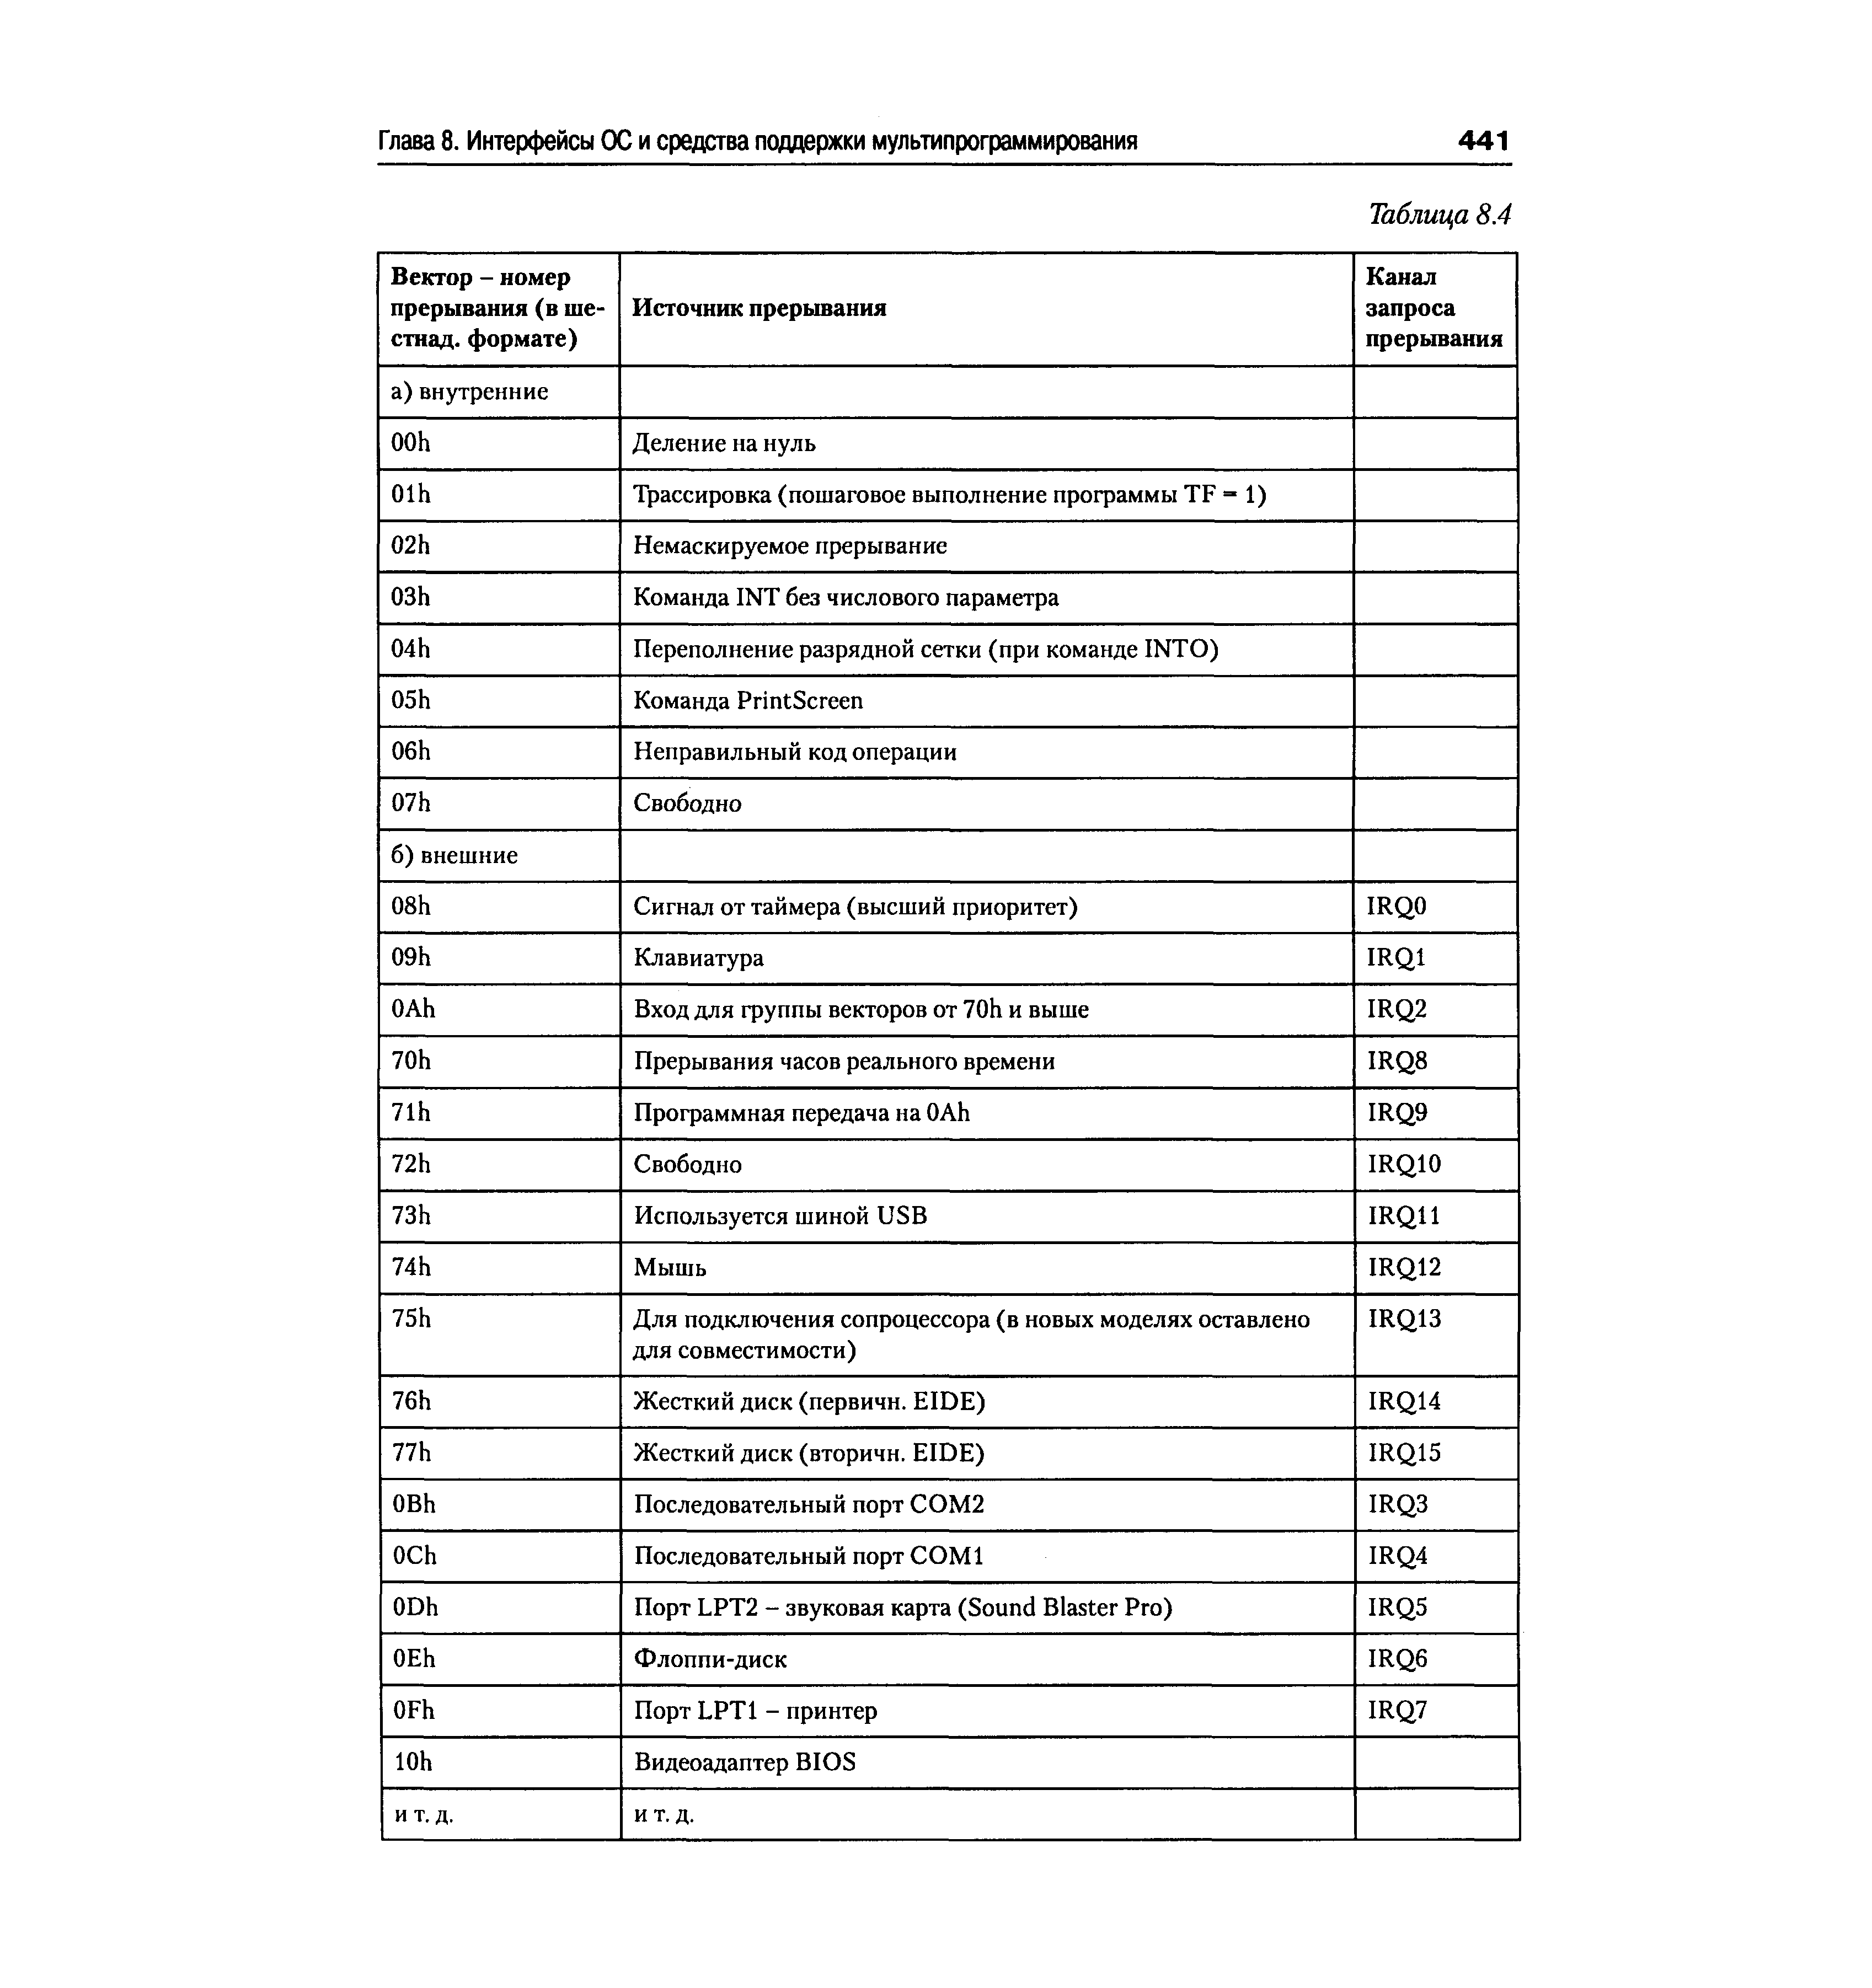 Глава 8. Интерфейсы ОС и средства поддержки мультипрограммирования 441
Таблица 8.4
Вектор – номер
прерывания (в ше-
стнад. формате)
Источник прерывания
Канал
запроса
прерывания
а) внутренние
00h Деление на нуль
01h Трассировка (пошаговое выполнение программы TF = 1)
02h Немаскируемое прерывание
03h Команда INT без числового параметра
04h Переполнение разрядной сетки (при команде INTO)
05h Команда PrintScreen
06h Неправильный код операции
07h Свободно
б) внешние
08h Сигнал от таймера (высший приоритет) IRQ0
09h Клавиатура IRQ1
0Ah Вход для группы векторов от 70h и выше IRQ2
70h Прерывания часов реального времени IRQ8
71h Программная передача на 0Ah IRQ9
72h Свободно IRQ10
73h Используется шиной USB IRQ11
74h Мышь IRQ12
75h Для подключения сопроцессора (в новых моделях оставлено IRQ13
для совместимости)
76h Жесткий диск (первичн. EIDE) IRQ14
77h Жесткий диск (вторичн. EIDE) IRQ15
0Bh Последовательный порт COM2 IRQ3
0Ch Последовательный порт COM1 IRQ4
0Dh Порт LPT2 – звуковая карта (Sound Blaster Pro) IRQ5
0Eh Флоппи-диск IRQ6
0Fh Порт LPT1 – принтер IRQ7
10h Видеоадаптер BIOS
и т. д. и т. д.